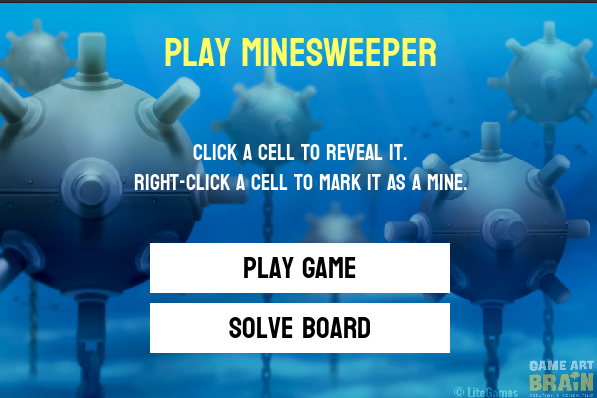 PLAY MINESWEEPER
CLICK A CELL TO REVEAL IT.
RIGHT-CLICK A CELL TO MARK IT AS A MINE.
PLAY GAME
SOLVE BOARD
GAME ART
BRAIN
© LiteGames